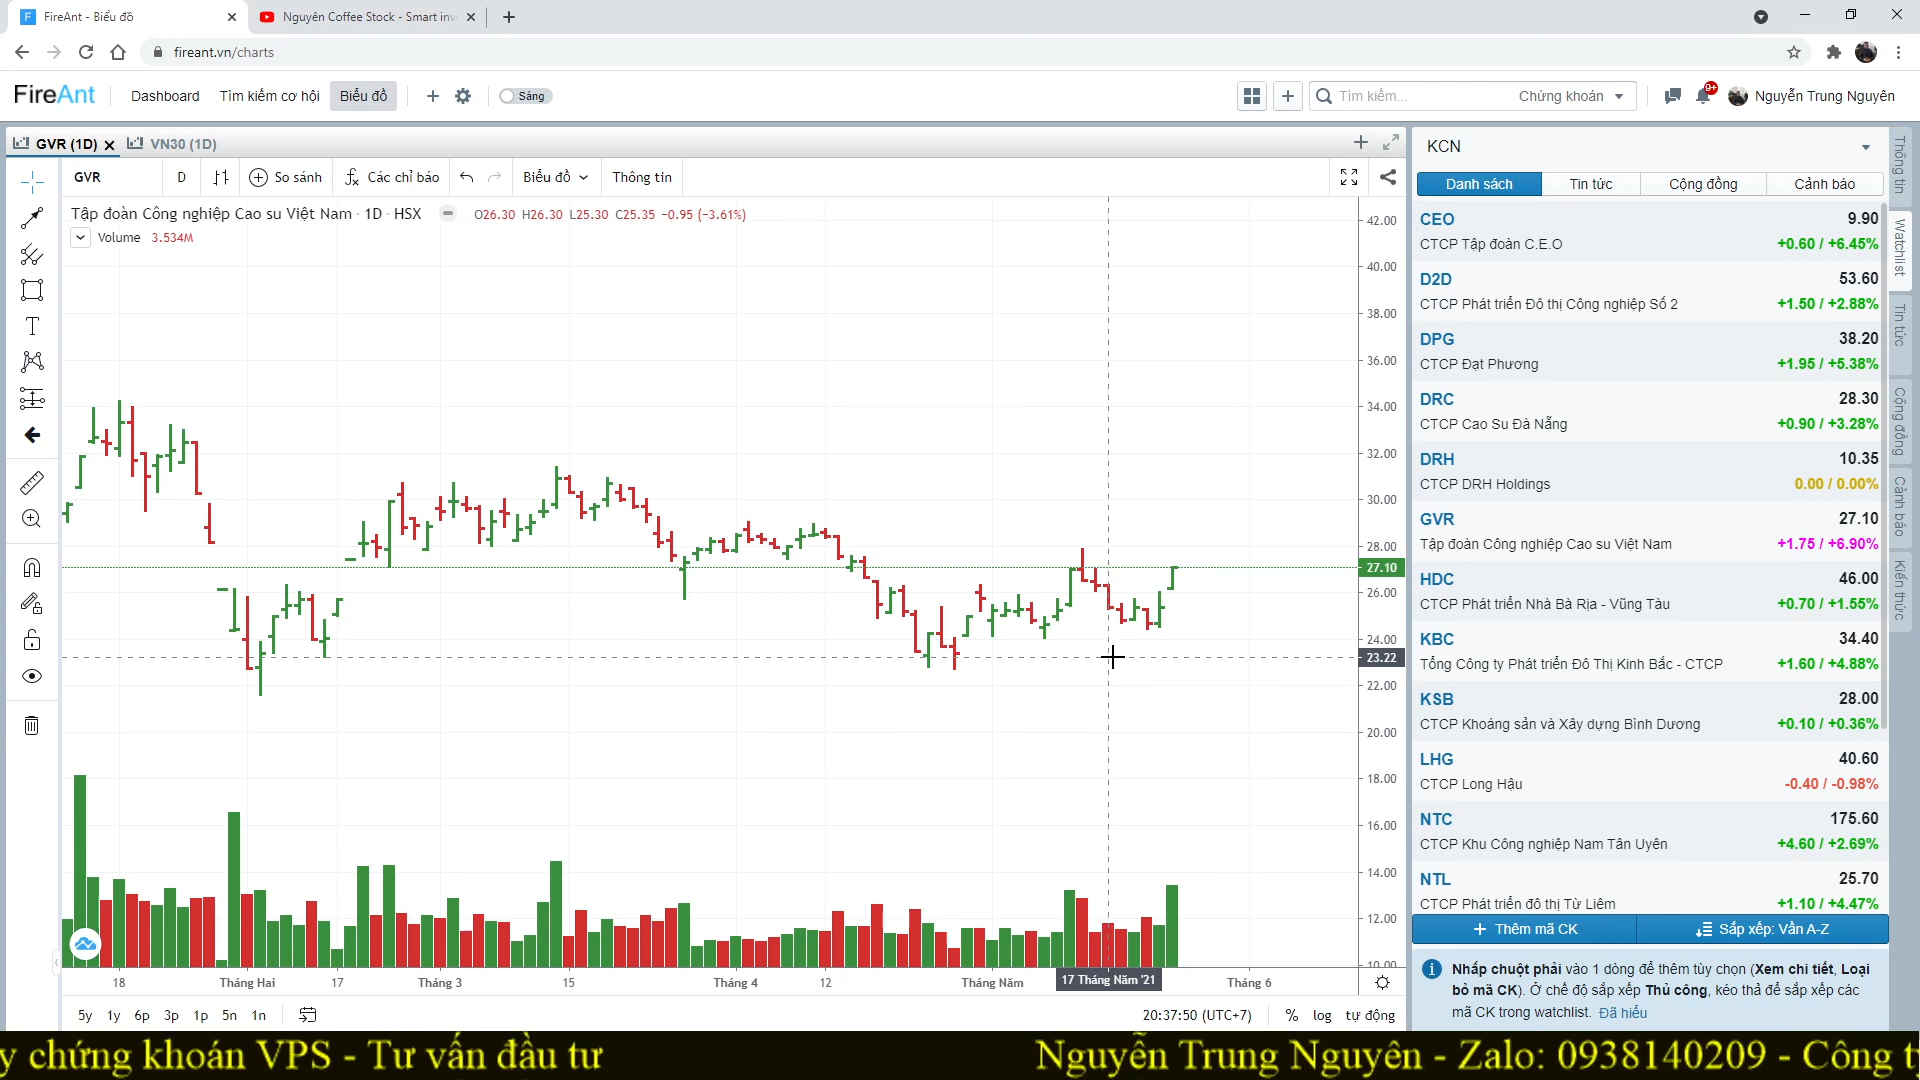 FireAnt - Biểu đồ
Nguyên Coffee Stock - Smart inv
fireant.vn/charts
FireAnt
Dashboard
Tìm kiếm cơ hội
Biểu đồ
Sáng
Tìm kiếm...
Chứng khoán
9+
Nguyễn Trung Nguyên
GVR (1D)
VN30 (1D)
GVR
D
So sánh
Các chỉ báo
Biểu đồ
Thông tin
Tập đoàn Công nghiệp Cao su Việt Nam · 1D · HSX
O26.30 H26.30 L25.30 C25.35 −0.95 (−3.61%)
Volume 3.534M
42.00
40.00
38.00
36.00
34.00
32.00
30.00
28.00
27.10
26.00
24.00
23.22
22.00
20.00
18.00
16.00
14.00
12.00
10.00
18
Tháng Hai
17
Tháng 3
15
Tháng 4
12
Tháng Năm
17 Tháng Năm '21
Tháng 6
5y 1y 6p 3p 1p 5n 1n
20:37:50 (UTC+7)
% log tự động
KCN
Danh sách
Tin tức
Cộng đồng
Cảnh báo
CEO 9.90
CTCP Tập đoàn C.E.O +0.60 / +6.45%
D2D 53.60
CTCP Phát triển Đô thị Công nghiệp Số 2 +1.50 / +2.88%
DPG 38.20
CTCP Đạt Phương +1.95 / +5.38%
DRC 28.30
CTCP Cao Su Đà Nẵng +0.90 / +3.28%
DRH 10.35
CTCP DRH Holdings 0.00 / 0.00%
GVR 27.10
Tập đoàn Công nghiệp Cao su Việt Nam +1.75 / +6.90%
HDC 46.00
CTCP Phát triển Nhà Bà Rịa - Vũng Tàu +0.70 / +1.55%
KBC 34.40
Tổng Công ty Phát triển Đô Thị Kinh Bắc - CTCP +1.60 / +4.88%
KSB 28.00
CTCP Khoáng sản và Xây dựng Bình Dương +0.10 / +0.36%
LHG 40.60
CTCP Long Hậu -0.40 / -0.98%
NTC 175.60
CTCP Khu Công nghiệp Nam Tân Uyên +4.60 / +2.69%
NTL 25.70
CTCP Phát triển đô thị Từ Liêm +1.10 / +4.47%
Thêm mã CK
Sắp xếp: Vần A-Z
Nhấp chuột phải vào 1 dòng để thêm tùy chọn (Xem chi tiết, Loại
bỏ mã CK). Ở chế độ sắp xếp Thủ công, kéo thả để sắp xếp các
mã CK trong watchlist. Đã hiểu
Thông tin
Watchlist
Tin tức
Cộng đồng
Cảnh báo
Kiến thức
y chứng khoán VPS - Tư vấn đầu tư
Nguyễn Trung Nguyên - Zalo: 0938140209 - Công t